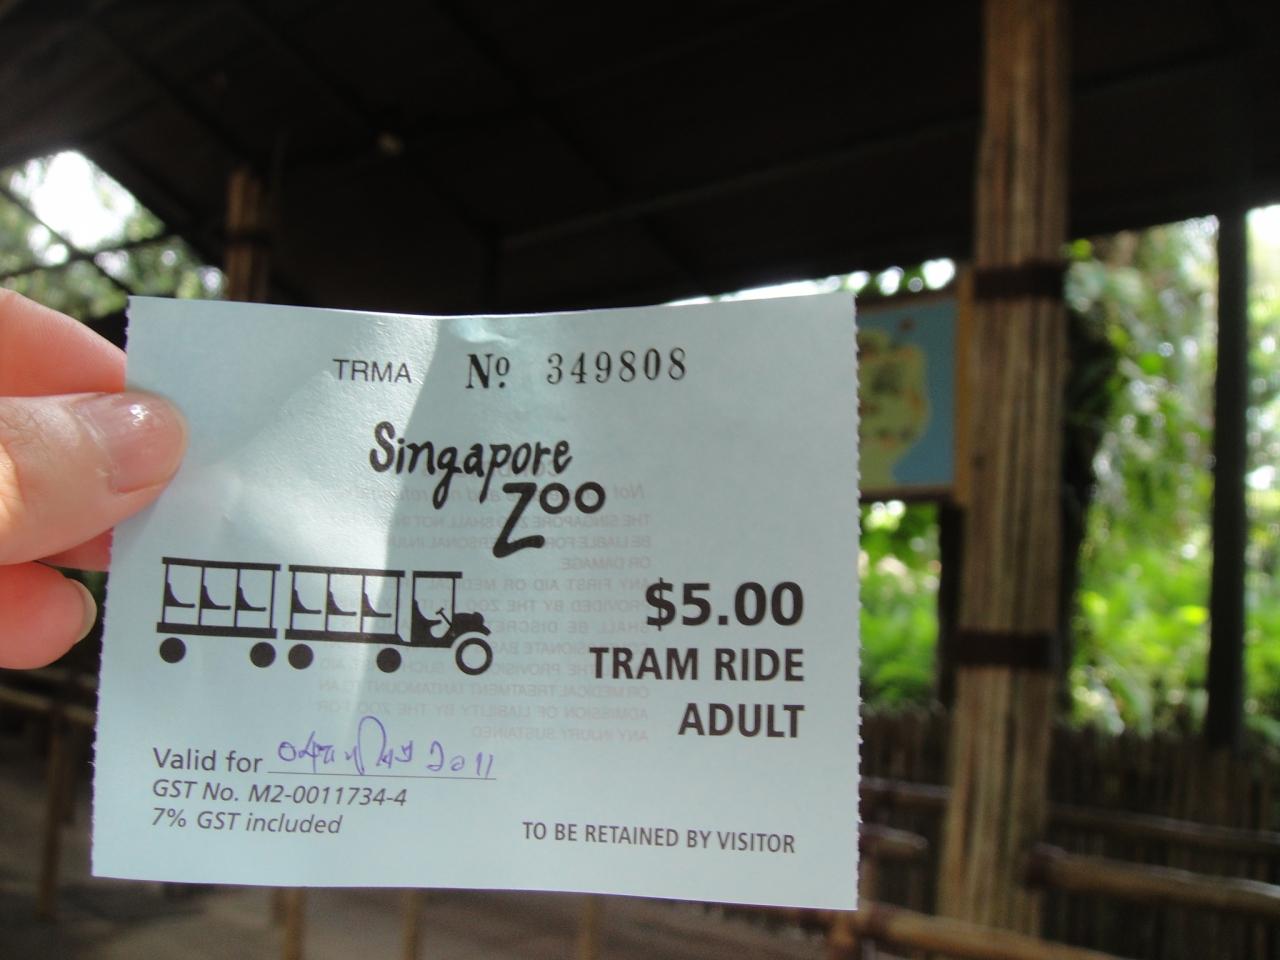 TRMA Nº 349808
Singapore
Zoo
$5.00
TRAM RIDE
ADULT
Valid for 2011
GST No. M2-0011734-4
7% GST included
TO BE RETAINED BY VISITOR